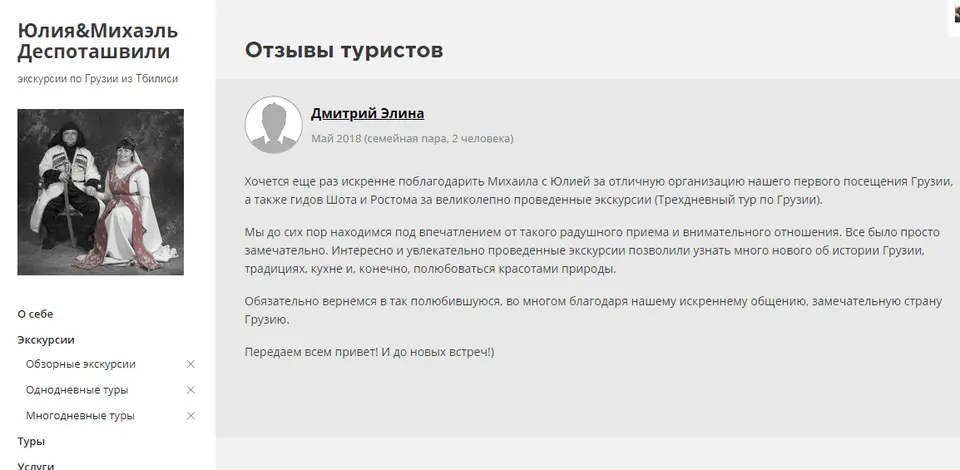 Юлия&Михаэль
Деспоташвили
экскурсии по Грузии из Тбилиси
О себе
Экскурсии
Обзорные экскурсии
Однодневные туры
Многодневные туры
Туры
Услуги
Отзывы туристов
Дмитрий Элина
Май 2018 (семейная пара, 2 человека)
Хочется еще раз искренне поблагодарить Михаила с Юлией за отличную организацию нашего первого посещения Грузии,
а также гидов Шота и Ростома за великолепно проведенные экскурсии (Трехдневный тур по Грузии).
Мы до сих пор находимся под впечатлением от такого радушного приема и внимательного отношения. Все было просто
замечательно. Интересно и увлекательно проведенные экскурсии позволили узнать много нового об истории Грузии,
традициях, кухне и, конечно, полюбоваться красотами природы.
Обязательно вернемся в так полюбившуюся, во многом благодаря нашему искреннему общению, замечательную страну
Грузию.
Передаем всем привет! И до новых встреч!)